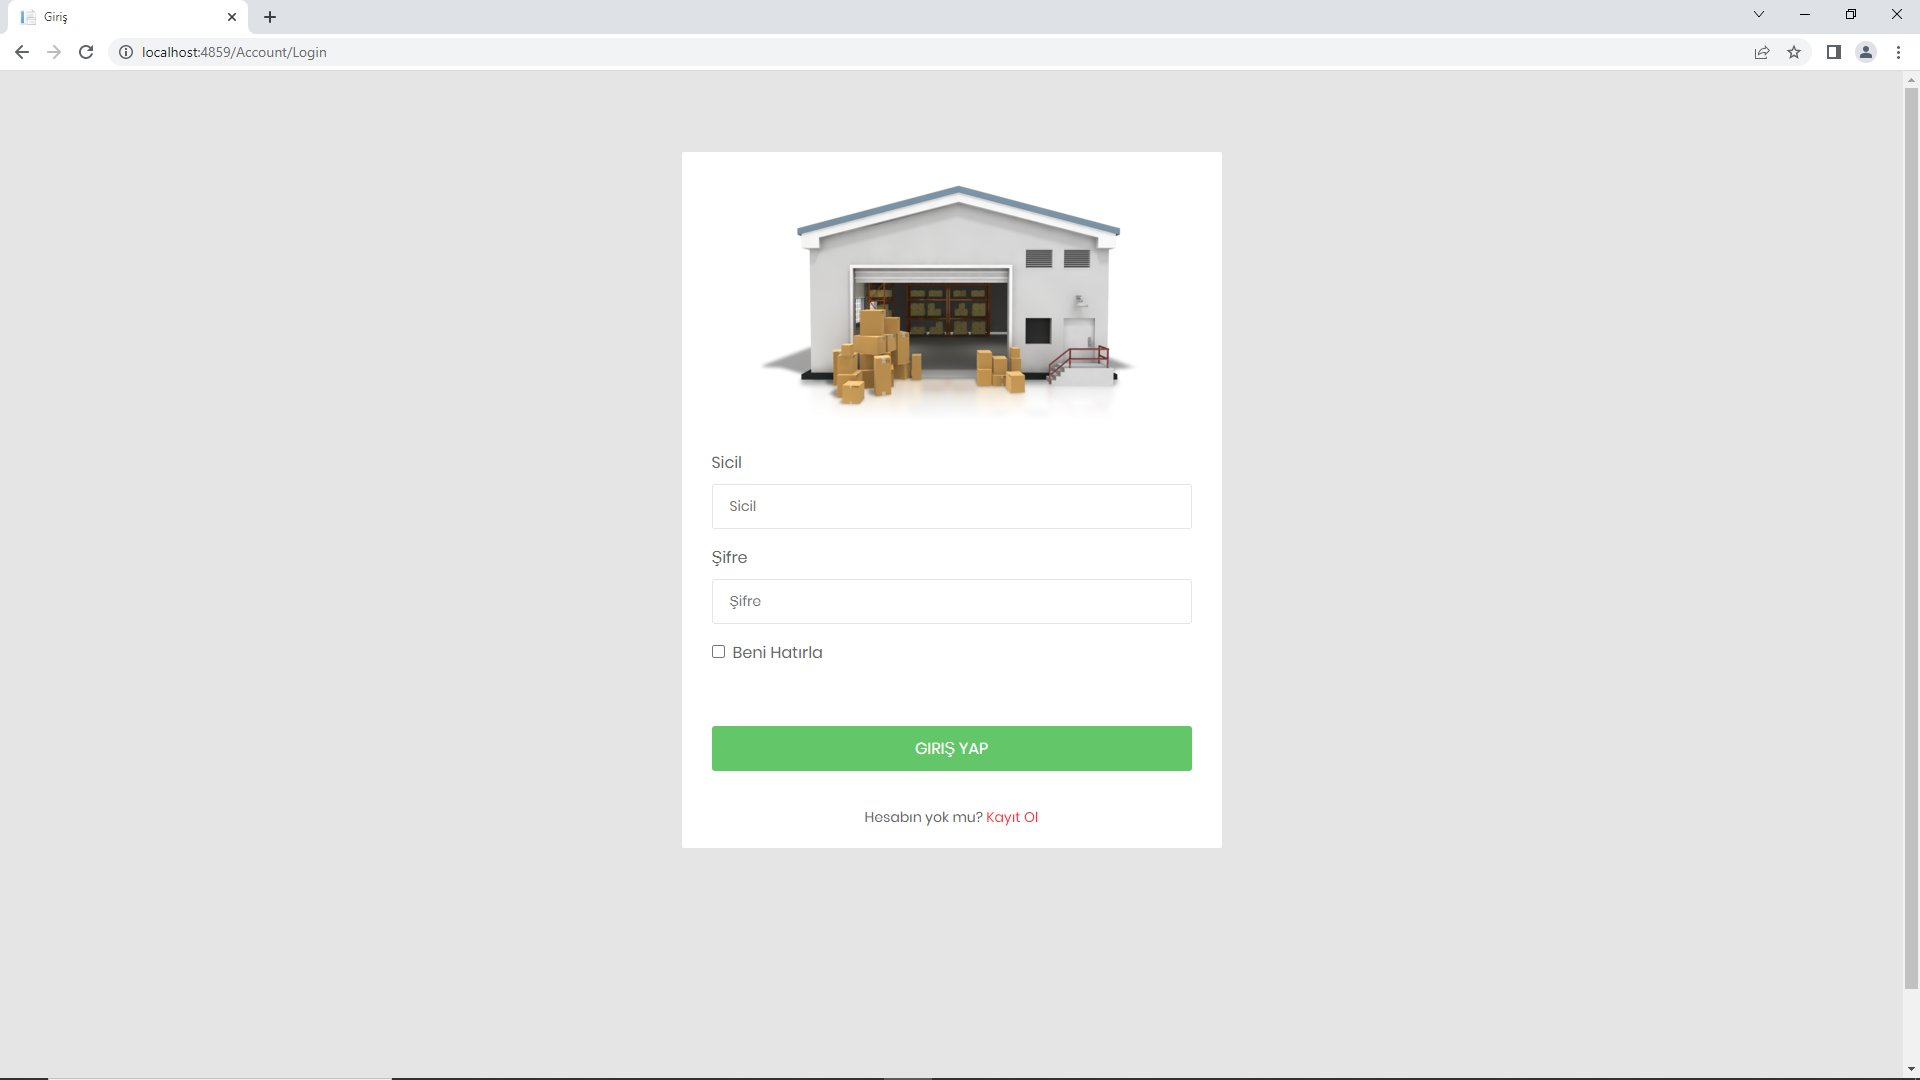 Giriş
localhost:4859/Account/Login
Sicil
Sicil
Şifre
Şifre
Beni Hatırla
GIRIŞ YAP
Hesabın yok mu? Kayıt Ol